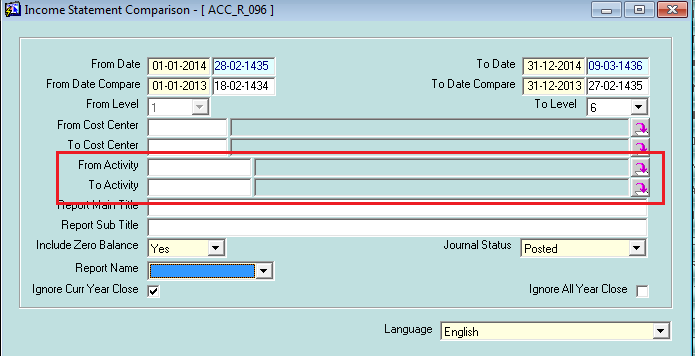 Income Statement Comparison - [ ACC_R_096 ]
From Date 01-01-2014 28-02-1435 To Date 31-12-2014 09-03-1436
From Date Compare 01-01-2013 18-02-1434 To Date Compare 31-12-2013 27-02-1435
From Level 1 To Level 6
From Cost Center
To Cost Center
From Activity
To Activity
Report Main Title
Report Sub Title
Include Zero Balance Yes Journal Status Posted
Report Name
Ignore Curr Year Close Ignore All Year Close
Language English